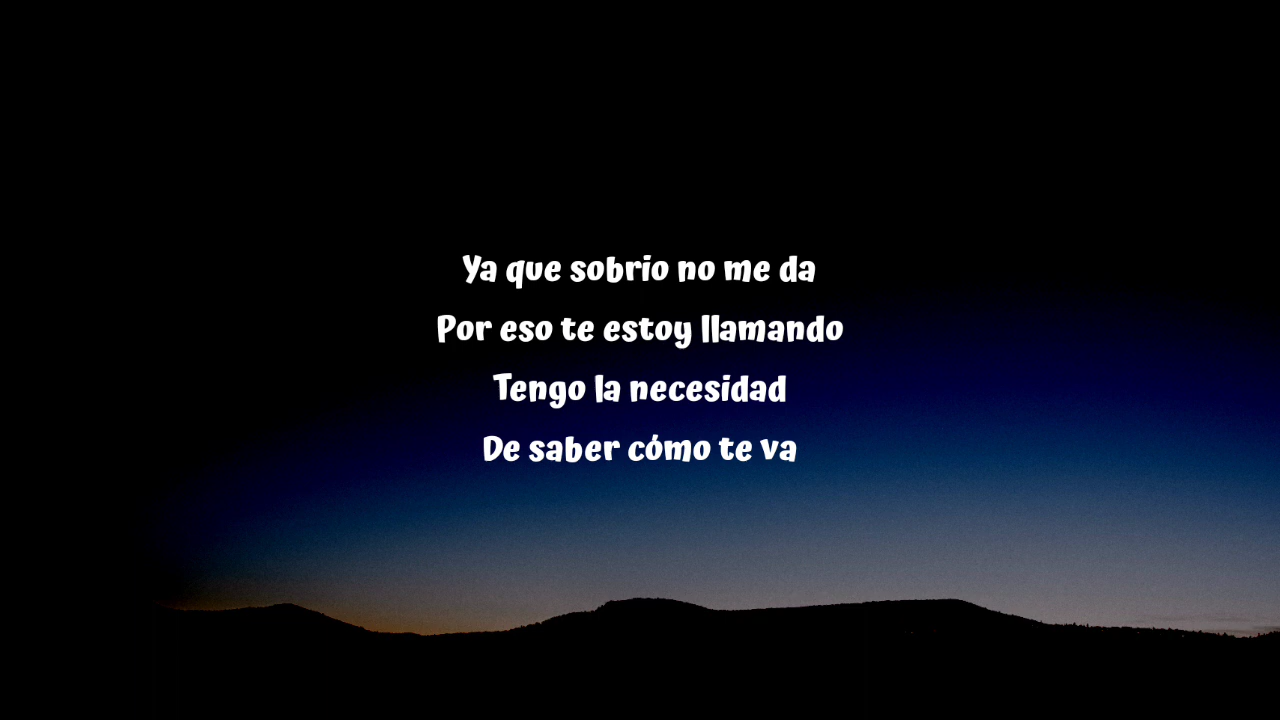 Ya que sobrio no me da
Por eso te estoy llamando
Tengo la necesidad
De saber cómo te va